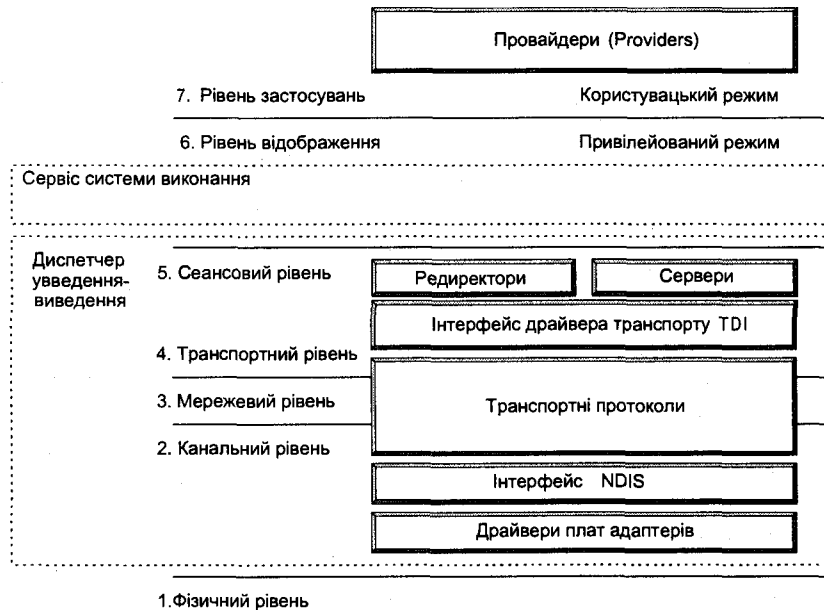 Провайдери (Providers)
7. Рівень застосувань Користувацький режим
6. Рівень відображення Привілейований режим
Сервіс системи виконання
Диспетчер
увведення-
виведення
5. Сеансовий рівень
Редиректори Сервери
Інтерфейс драйвера транспорту TDI
4. Транспортний рівень
3. Мережевий рівень
Транспортні протоколи
2. Канальний рівень
Інтерфейс NDIS
Драйвери плат адаптерів
1.Фізичний рівень